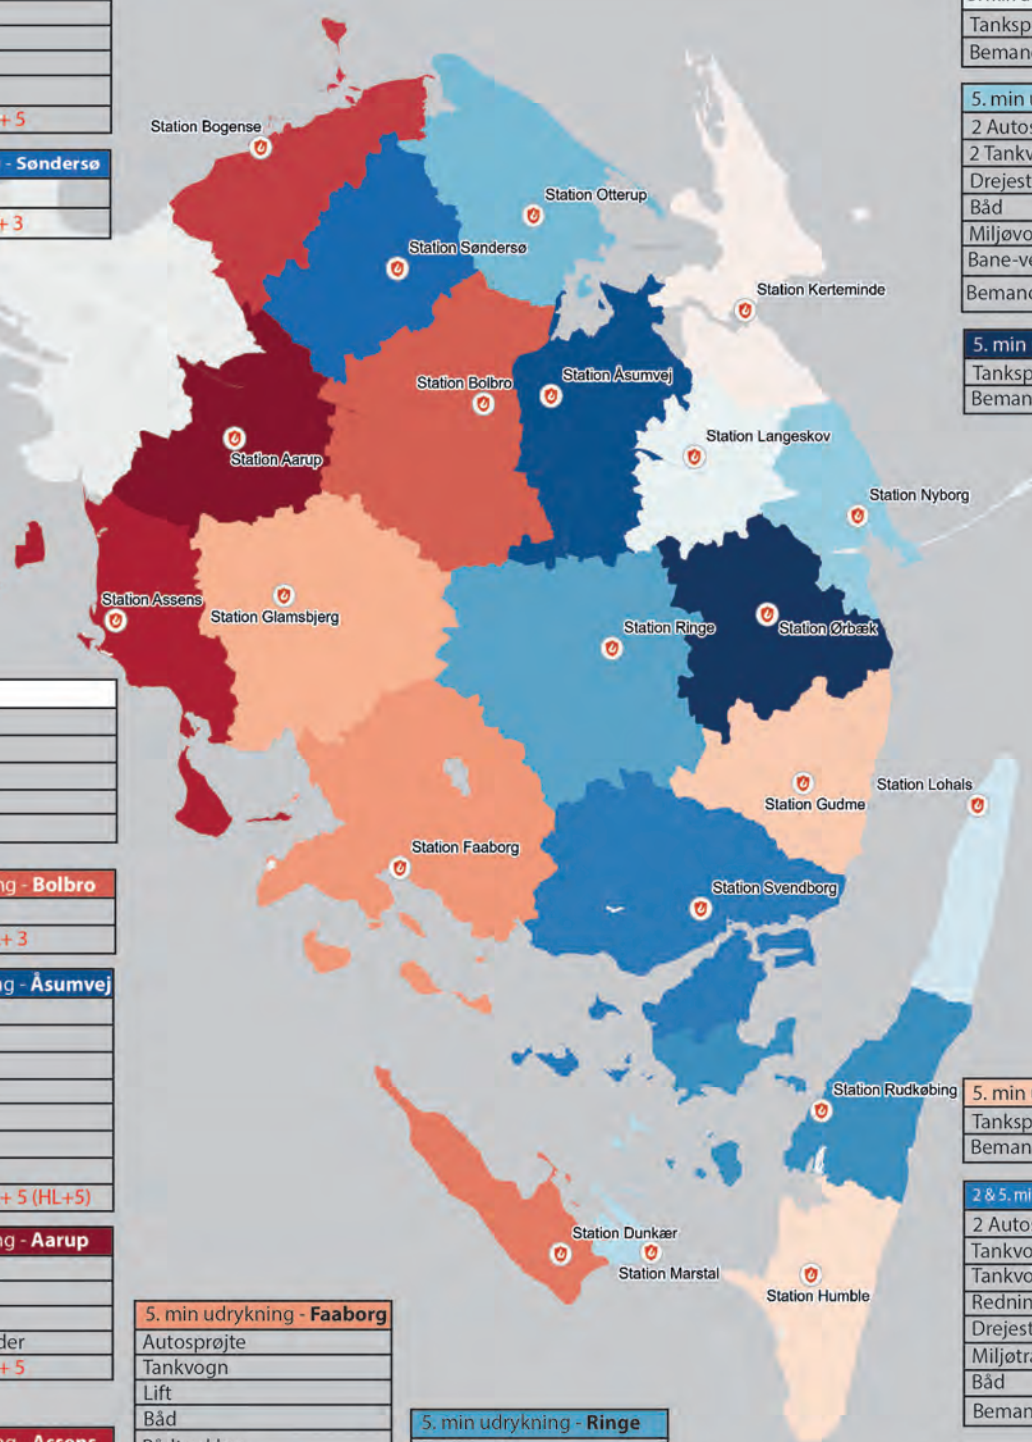 + 5
- Søndersø
+ 3
Station Bogense
Station Otterup
Station Søndersø
Station Kerteminde
Station Bolbro
Station Åsumvej
Station Langeskov
Station Aarup
Station Nyborg
Station Assens
Station Glamsbjerg
Station Ringe
Station Ørbæk
Station Lohals
Station Gudme
Station Faaborg
Station Svendborg
Station Rudkøbing
Station Dunkær
Station Marstal
Station Humble
Tanksp
Beman
5. min u
2 Autos
2 Tankv
Drejest
Båd
Miljøvo
Bane-ve
Beman
5. min
Tanksp
Beman
ng - Bolbro
+ 3
ng - Åsumvej
+ 5 (HL+5)
ng - Aarup
der
+ 5
5. min udrykning - Faaborg
Autosprøjte
Tankvogn
Lift
Båd
5. min udrykning - Ringe
5. min u
Tanksp
Beman
2 & 5. mi
2 Autos
Tankvo
Tankvo
Rednin
Drejest
Miljøtra
Båd
Beman